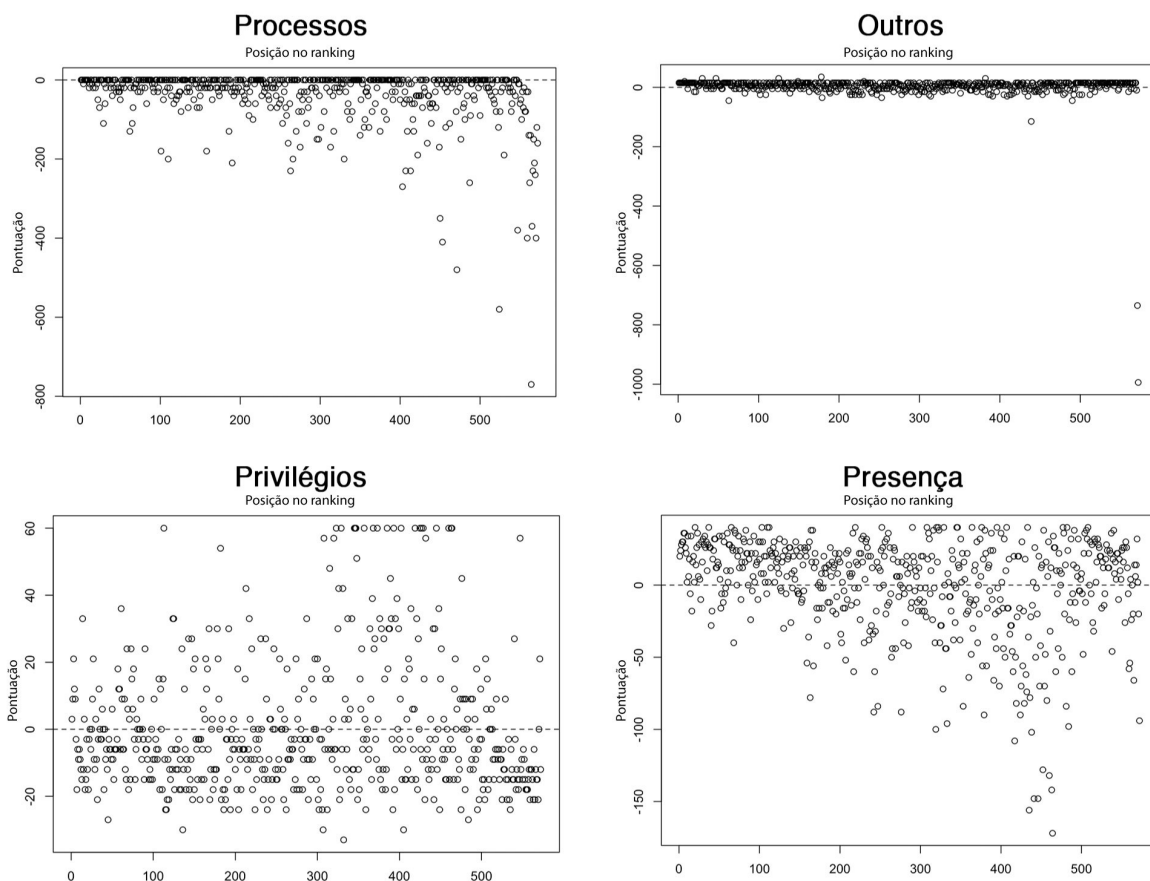 Processos
Posição no ranking
Pontuação
0
-200
-400
-600
-800
0 100 200 300 400 500
Outros
Posição no ranking
Pontuação
0
-200
-400
-600
-800
-1000
0 100 200 300 400 500
Privilégios
Posição no ranking
Pontuação
60
40
20
0
20
0 100 200 300 400 500
Presença
Posição no ranking
Pontuação
0
-50
-100
-150
0 100 200 300 400 500